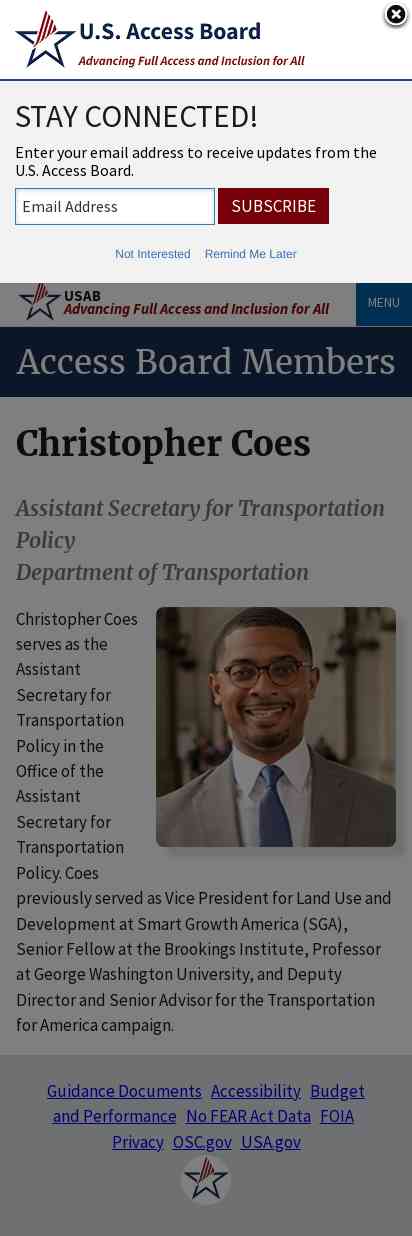 U.S. Access Board
Advancing Full Access and Inclusion for All
STAY CONNECTED!
Enter your email address to receive updates from the
U.S. Access Board.
Email Address
SUBSCRIBE
Not Interested Remind Me Later
USAB
Advancing Full Access and Inclusion for All
MENU
Access Board Members
Christopher Coes
Assistant Secretary for Transportation
Policy
Department of Transportation
Christopher Coes
serves as the
Assistant
Secretary for
Transportation
Policy in the
Office of the
Assistant
Secretary for
Transportation
Policy. Coes
previously served as Vice President for Land Use and
Development at Smart Growth America (SGA),
Senior Fellow at the Brookings Institute, Professor
at George Washington University, and Deputy
Director and Senior Advisor for the Transportation
for America campaign.
Guidance Documents Accessibility Budget
and Performance No FEAR Act Data FOIA
Privacy OSC.gov USA.gov